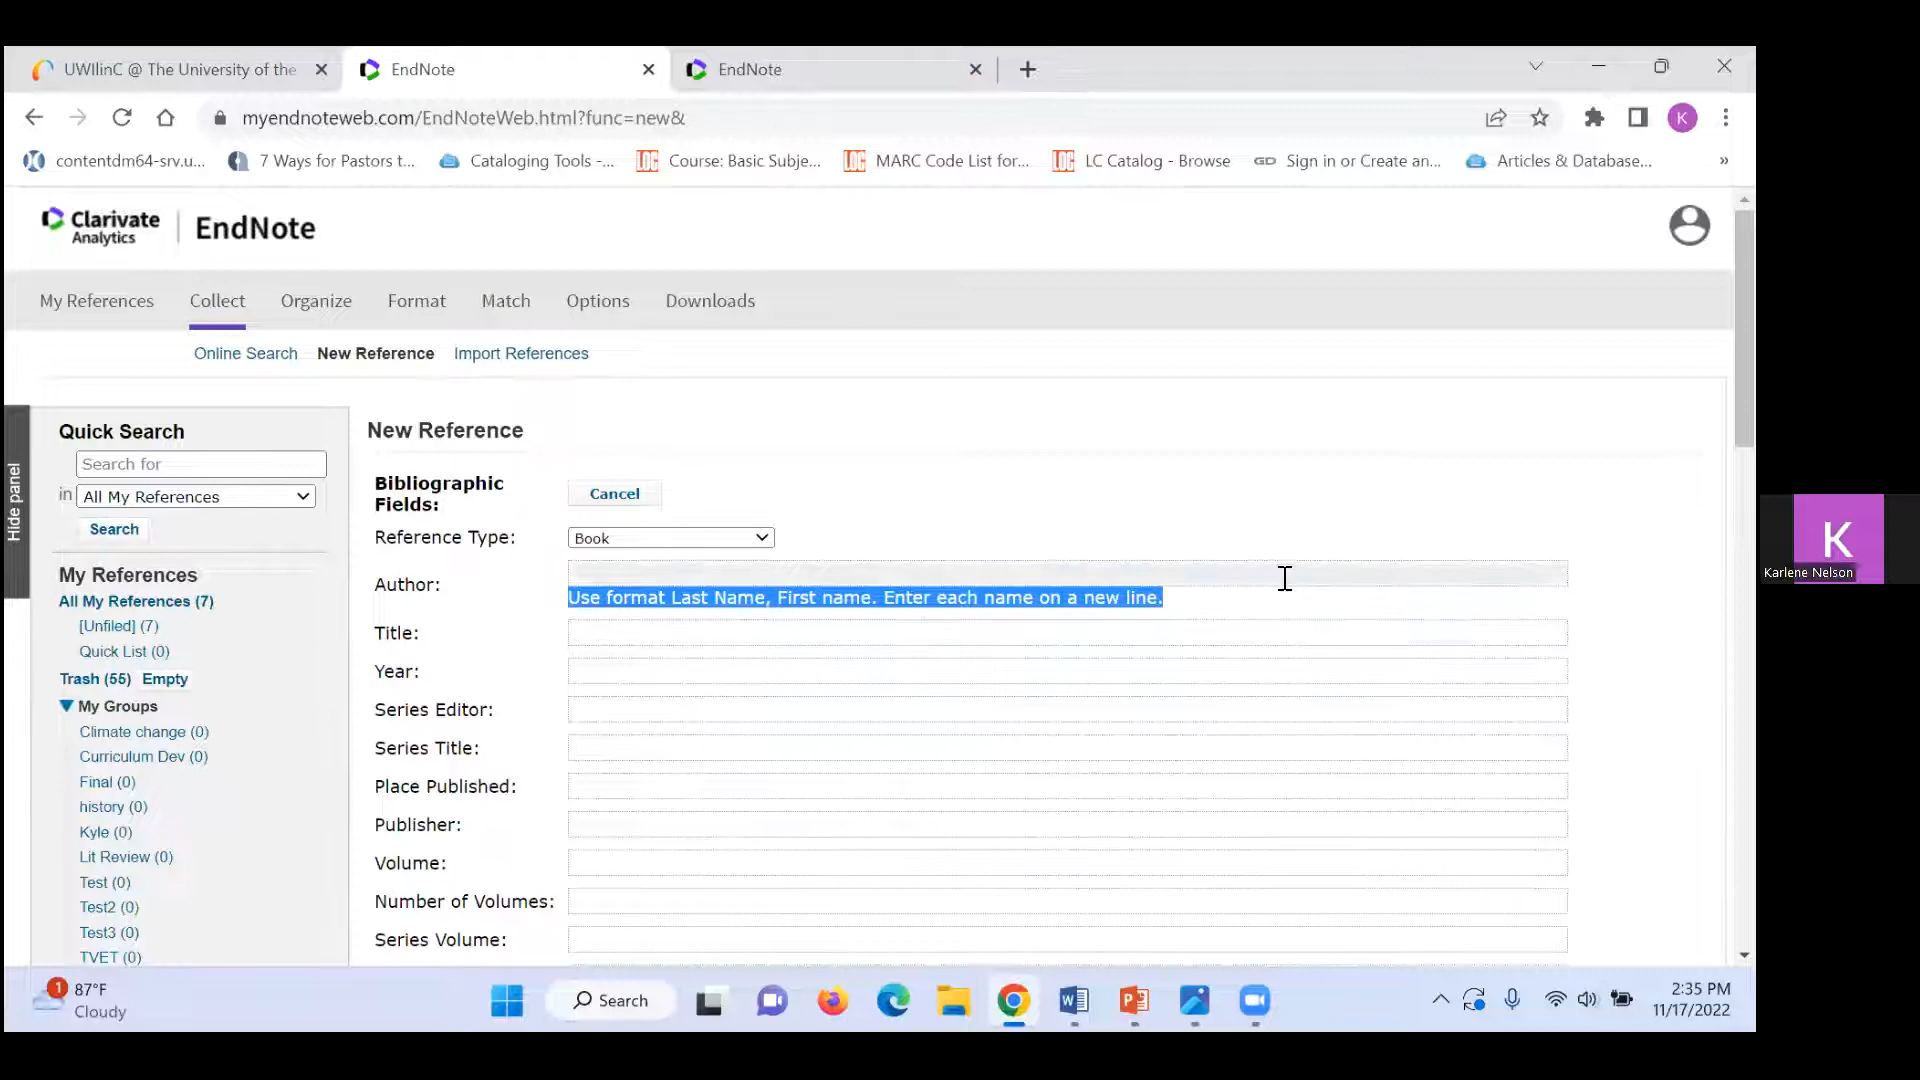 UWIlinC @ The University of the
EndNote
EndNote
myendnoteweb.com/EndNoteWeb.html?func=new&
K
contentdm64-srv.u...
7 Ways for Pastors t...
Cataloging Tools -...
Course: Basic Subje...
MARC Code List for...
LC Catalog - Browse
GD
Sign in or Create an...
Articles & Database...
»
Clarivate
Analytics
EndNote
My References
Collect
Organize
Format
Match
Options
Downloads
Online Search
New Reference
Import References
Hide panel
Quick Search
Search for
in
All My References
Search
My References
All My References (7)
[Unfiled] (7)
Quick List (0)
Trash (55) Empty
My Groups
Climate change (0)
Curriculum Dev (0)
Final (0)
history (0)
Kyle (0)
Lit Review (0)
Test (0)
Test2 (0)
Test3 (0)
TVET (0)
New Reference
Bibliographic
Fields:
Cancel
Reference Type:
Book
Author:
Use format Last Name, First name. Enter each name on a new line.
Title:
Year:
Series Editor:
Series Title:
Place Published:
Publisher:
Volume:
Number of Volumes:
Series Volume:
K
Karlene Nelson
1
87°F
Cloudy
Search
2:35 PM
11/17/2022